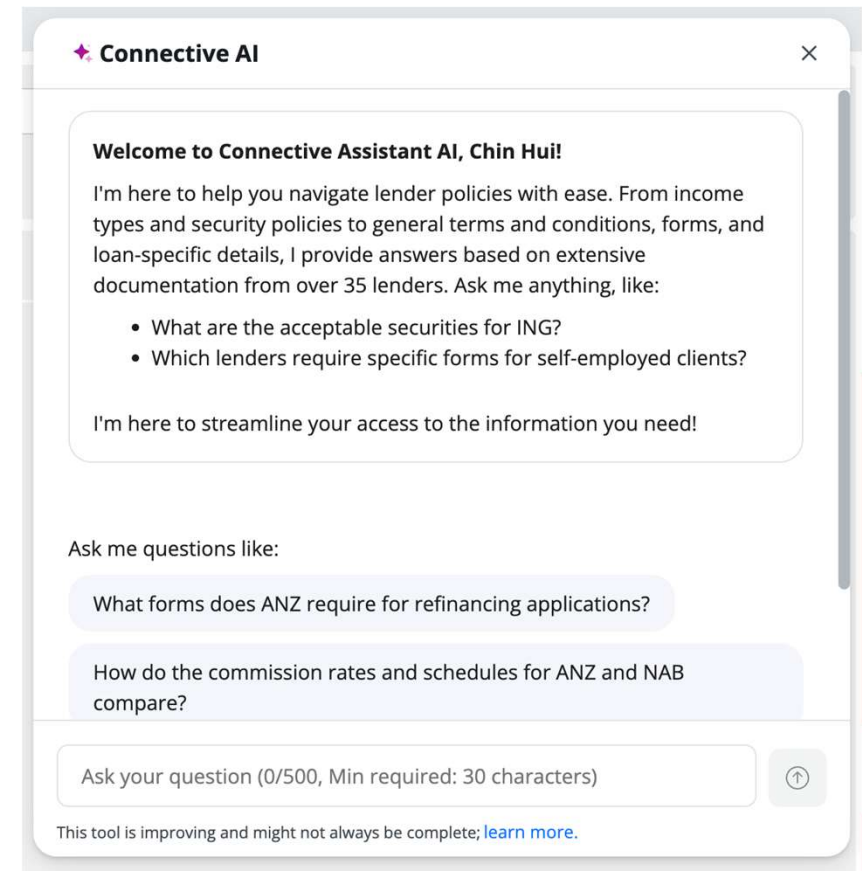 Connective AI
Welcome to Connective Assistant AI, Chin Hui!
I'm here to help you navigate lender policies with ease. From income
types and security policies to general terms and conditions, forms, and
loan-specific details, I provide answers based on extensive
documentation from over 35 lenders. Ask me anything, like:
• What are the acceptable securities for ING?
• Which lenders require specific forms for self-employed clients?
I'm here to streamline your access to the information you need!
Ask me questions like:
What forms does ANZ require for refinancing applications?
How do the commission rates and schedules for ANZ and NAB
compare?
Ask your question (0/500, Min required: 30 characters)
This tool is improving and might not always be complete; learn more.